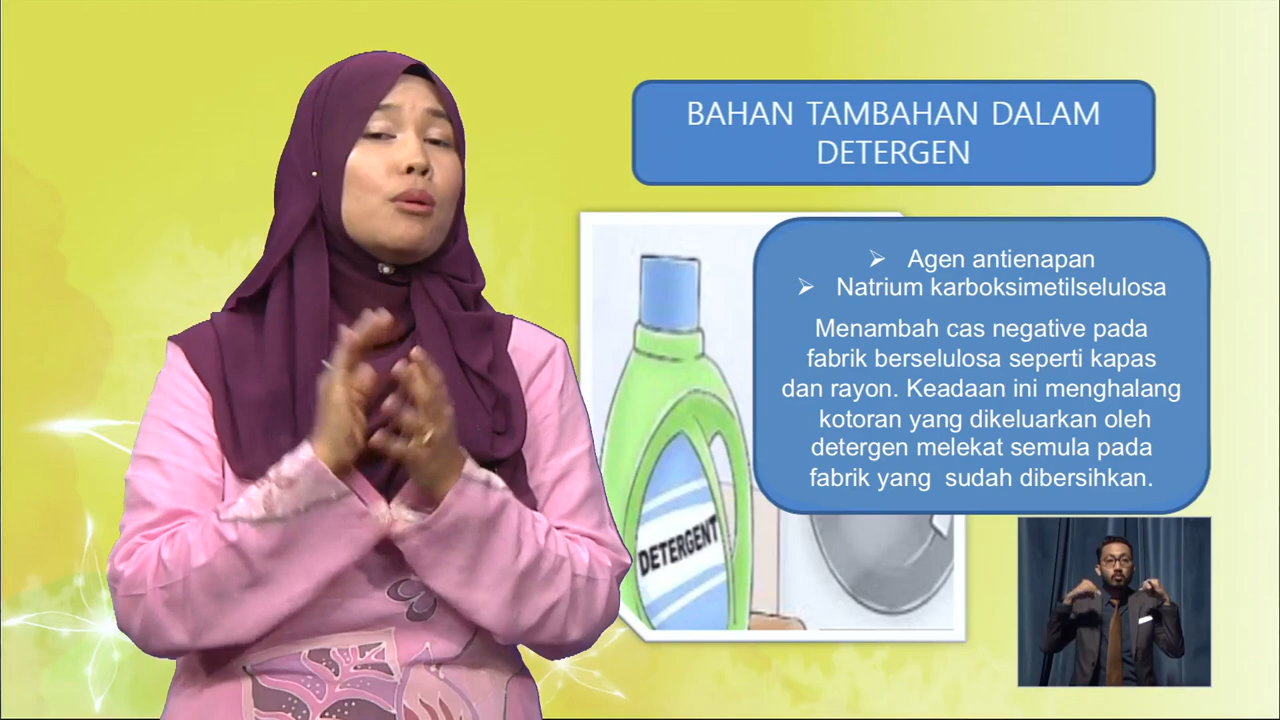 BAHAN TAMBAHAN DALAM
DETERGEN
➢ Agen antienapan
➢ Natrium karboksimetilselulosa
Menambah cas negative pada
fabrik berselulosa seperti kapas
dan rayon. Keadaan ini menghalang
kotoran yang dikeluarkan oleh
detergen melekat semula pada
fabrik yang  sudah dibersihkan.
DETERGENT